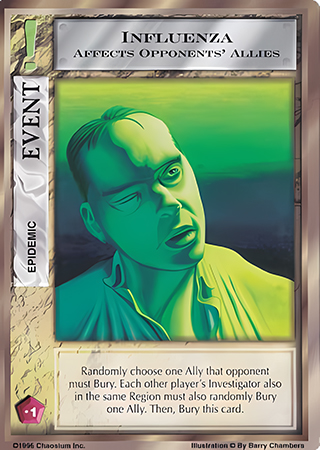 Influenza
Affects Opponents' Allies
EVENT!
EPIDEMIC
Randomly choose one Ally that opponent
must Bury. Each other player's Investigator also
in the same Region must also randomly Bury
one Ally. Then, Bury this card.
-1
©1996 Chaosium Inc.
Illustration © By Barry Chambers